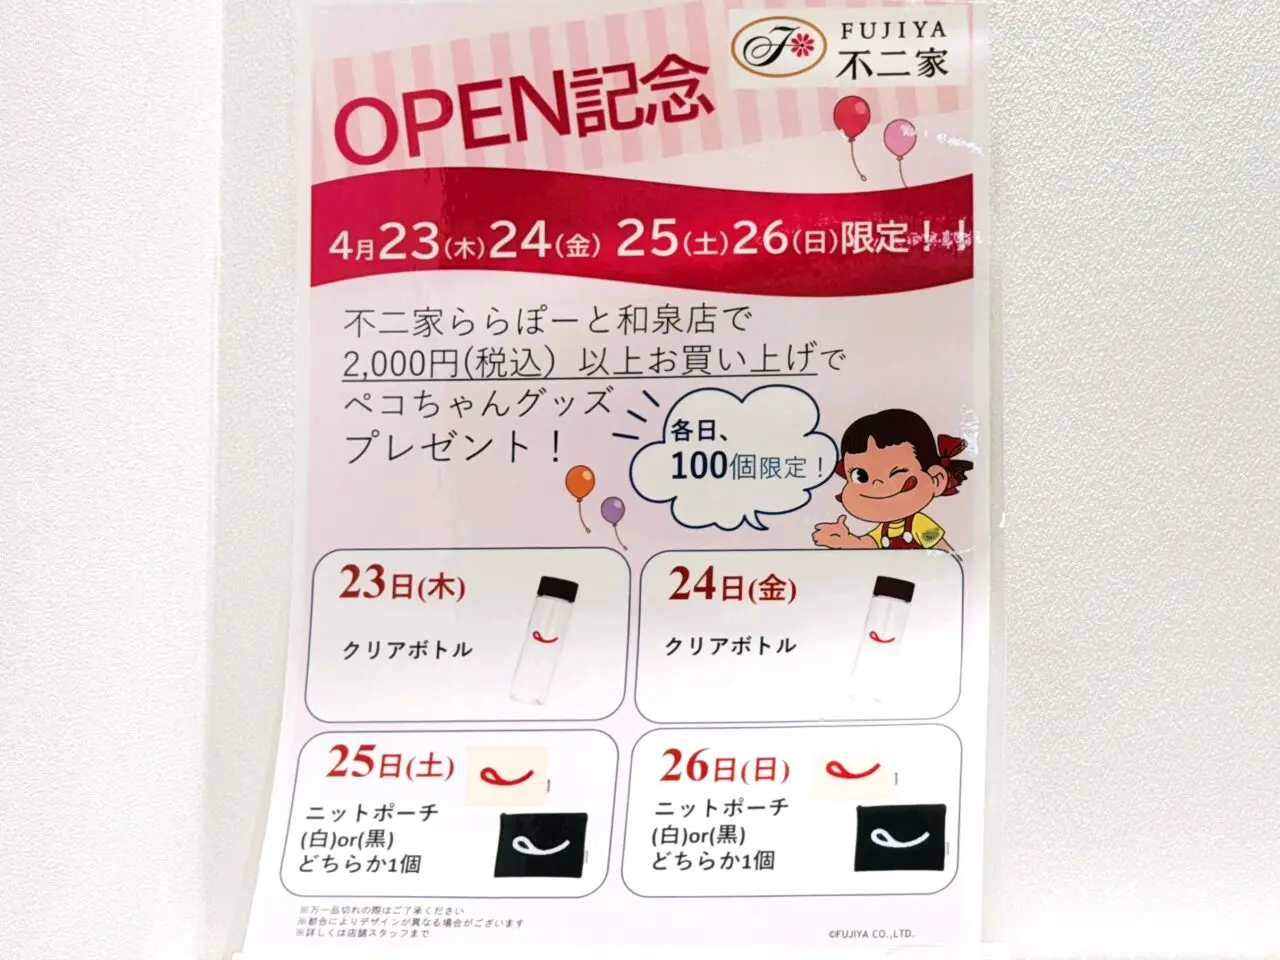 FUJIYA
不二家
OPEN記念
4月23(木)24(金) 25(土)26(日)限定！！
不二家ららぽーと和泉店で
2,000円(税込）以上お買い上げで
ペコちゃんグッズ
プレゼント！
各日、
100個限定！
23日(木)
クリアボトル
24日(金)
クリアボトル
25日(土)
ニットポーチ
(白)or(黒)
どちらか1個
26日(日)
ニットポーチ
(白)or(黒)
どちらか1個
※万一品切れの際はご了承ください
※都合によりデザインが異なる場合がございます
※詳しくは店舗スタッフまで
©FUJIYA CO.,LTD.